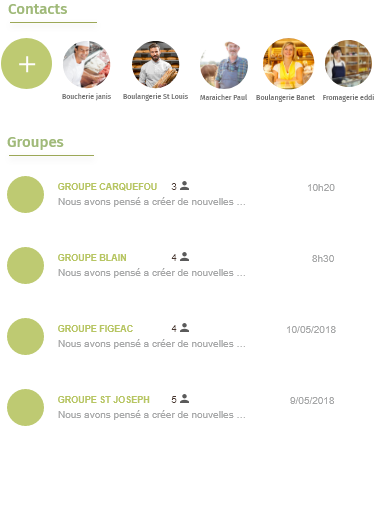 Contacts
Boucherie janis Boulangerie St Louis Maraicher Paul Boulangerie Banet Fromagerie eddi
Groupes
GROUPE CARQUEFOU 3 10h20
Nous avons pensé a créer de nouvelles ...
GROUPE BLAIN 4 8h30
Nous avons pensé a créer de nouvelles ...
GROUPE FIGEAC 4 10/05/2018
Nous avons pensé a créer de nouvelles ...
GROUPE ST JOSEPH 5 9/05/2018
Nous avons pensé a créer de nouvelles ...